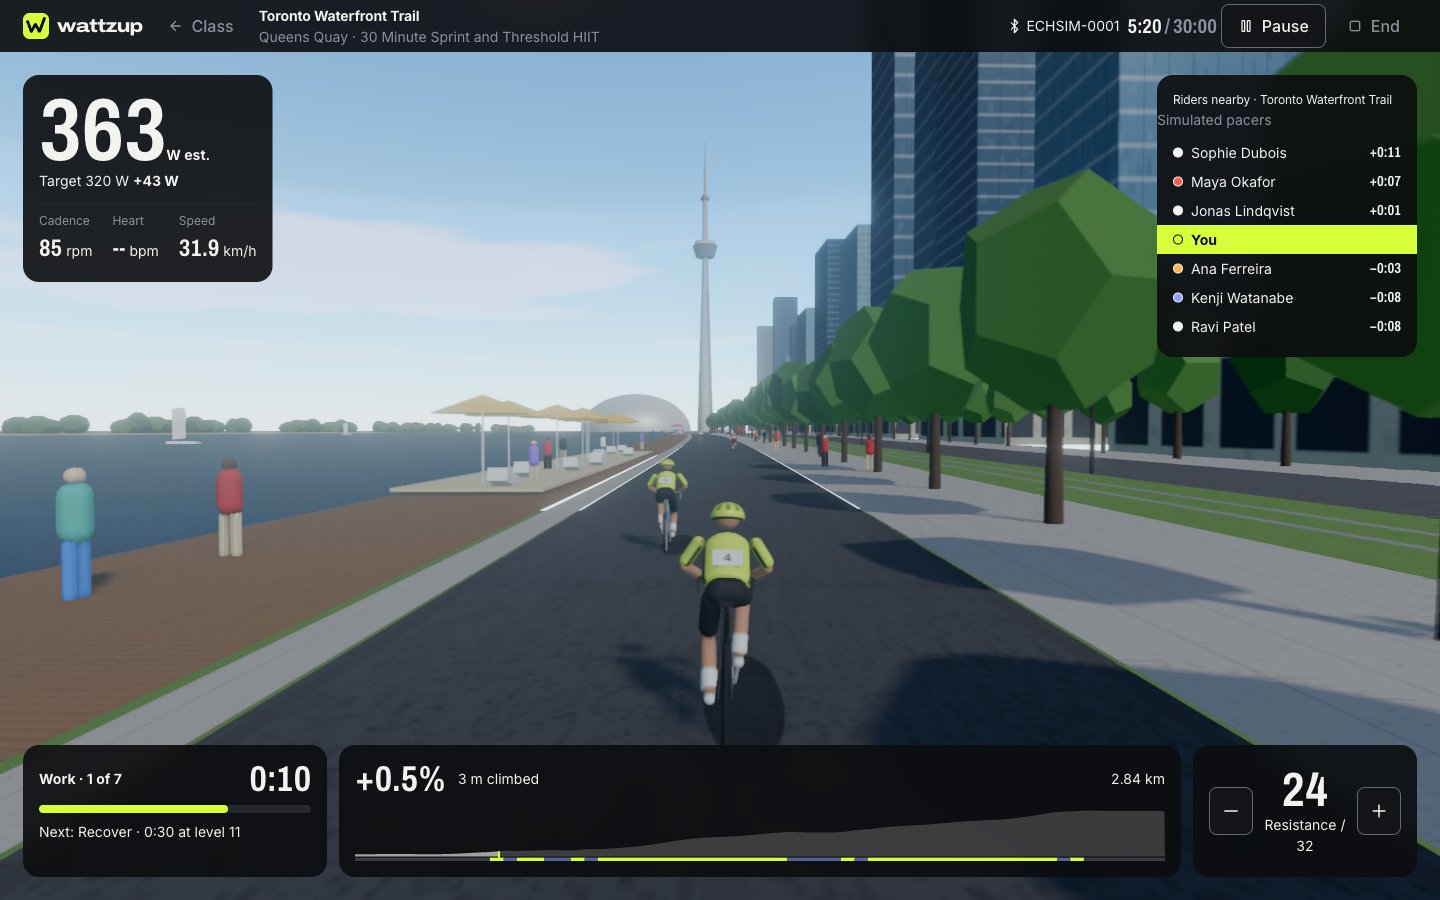 wattzup
Class
Toronto Waterfront Trail
Queens Quay · 30 Minute Sprint and Threshold HIIT
ECHSIM-0001 5:20 / 30:00
Pause
End
363 W est.
Target 320 W +43 W
Cadence Heart Speed
85 rpm -- bpm 31.9 km/h
Riders nearby · Toronto Waterfront Trail
Simulated pacers
Sophie Dubois +0:11
Maya Okafor +0:07
Jonas Lindqvist +0:01
You
Ana Ferreira −0:03
Kenji Watanabe −0:08
Ravi Patel −0:08
4
Work · 1 of 7 0:10
Next: Recover · 0:30 at level 11
+0.5% 3 m climbed 2.84 km
24
Resistance /
32